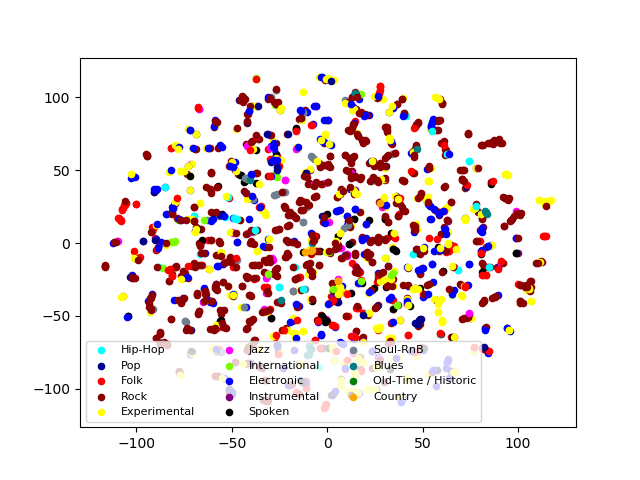 100
50
0
−50
−100
Hip-Hop
Pop
Folk
Rock
Experimental
Jazz
International
Electronic
Instrumental
Spoken
Soul-RnB
Blues
Old-Time / Historic
Country
−100
−50
0
50
100